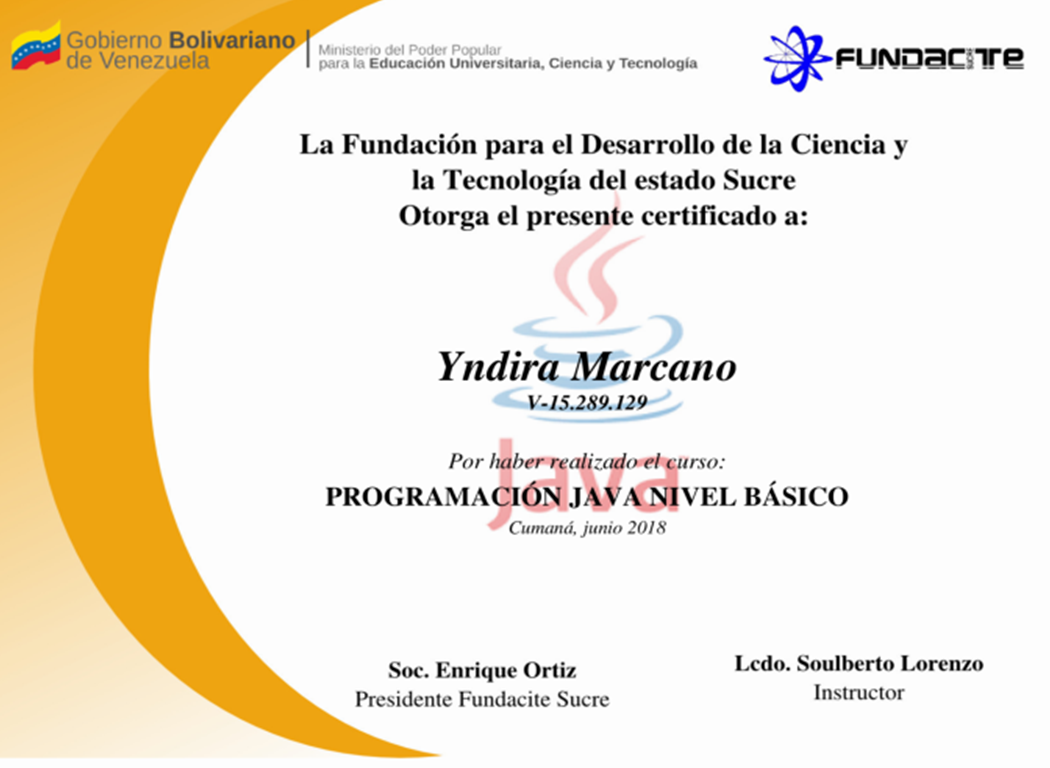 Gobierno Bolivariano
de Venezuela
Ministerio del Poder Popular
para la Educación Universitaria, Ciencia y Tecnología
FUNDACITE
SUCRE
La Fundación para el Desarrollo de la Ciencia y
la Tecnología del estado Sucre
Otorga el presente certificado a:
Yndira Marcano
V-15.289.129
Por haber realizado el curso:
Java
PROGRAMACIÓN JAVA NIVEL BÁSICO
Cumaná, junio 2018
Soc. Enrique Ortiz
Presidente Fundacite Sucre
Lcdo. Soulberto Lorenzo
Instructor